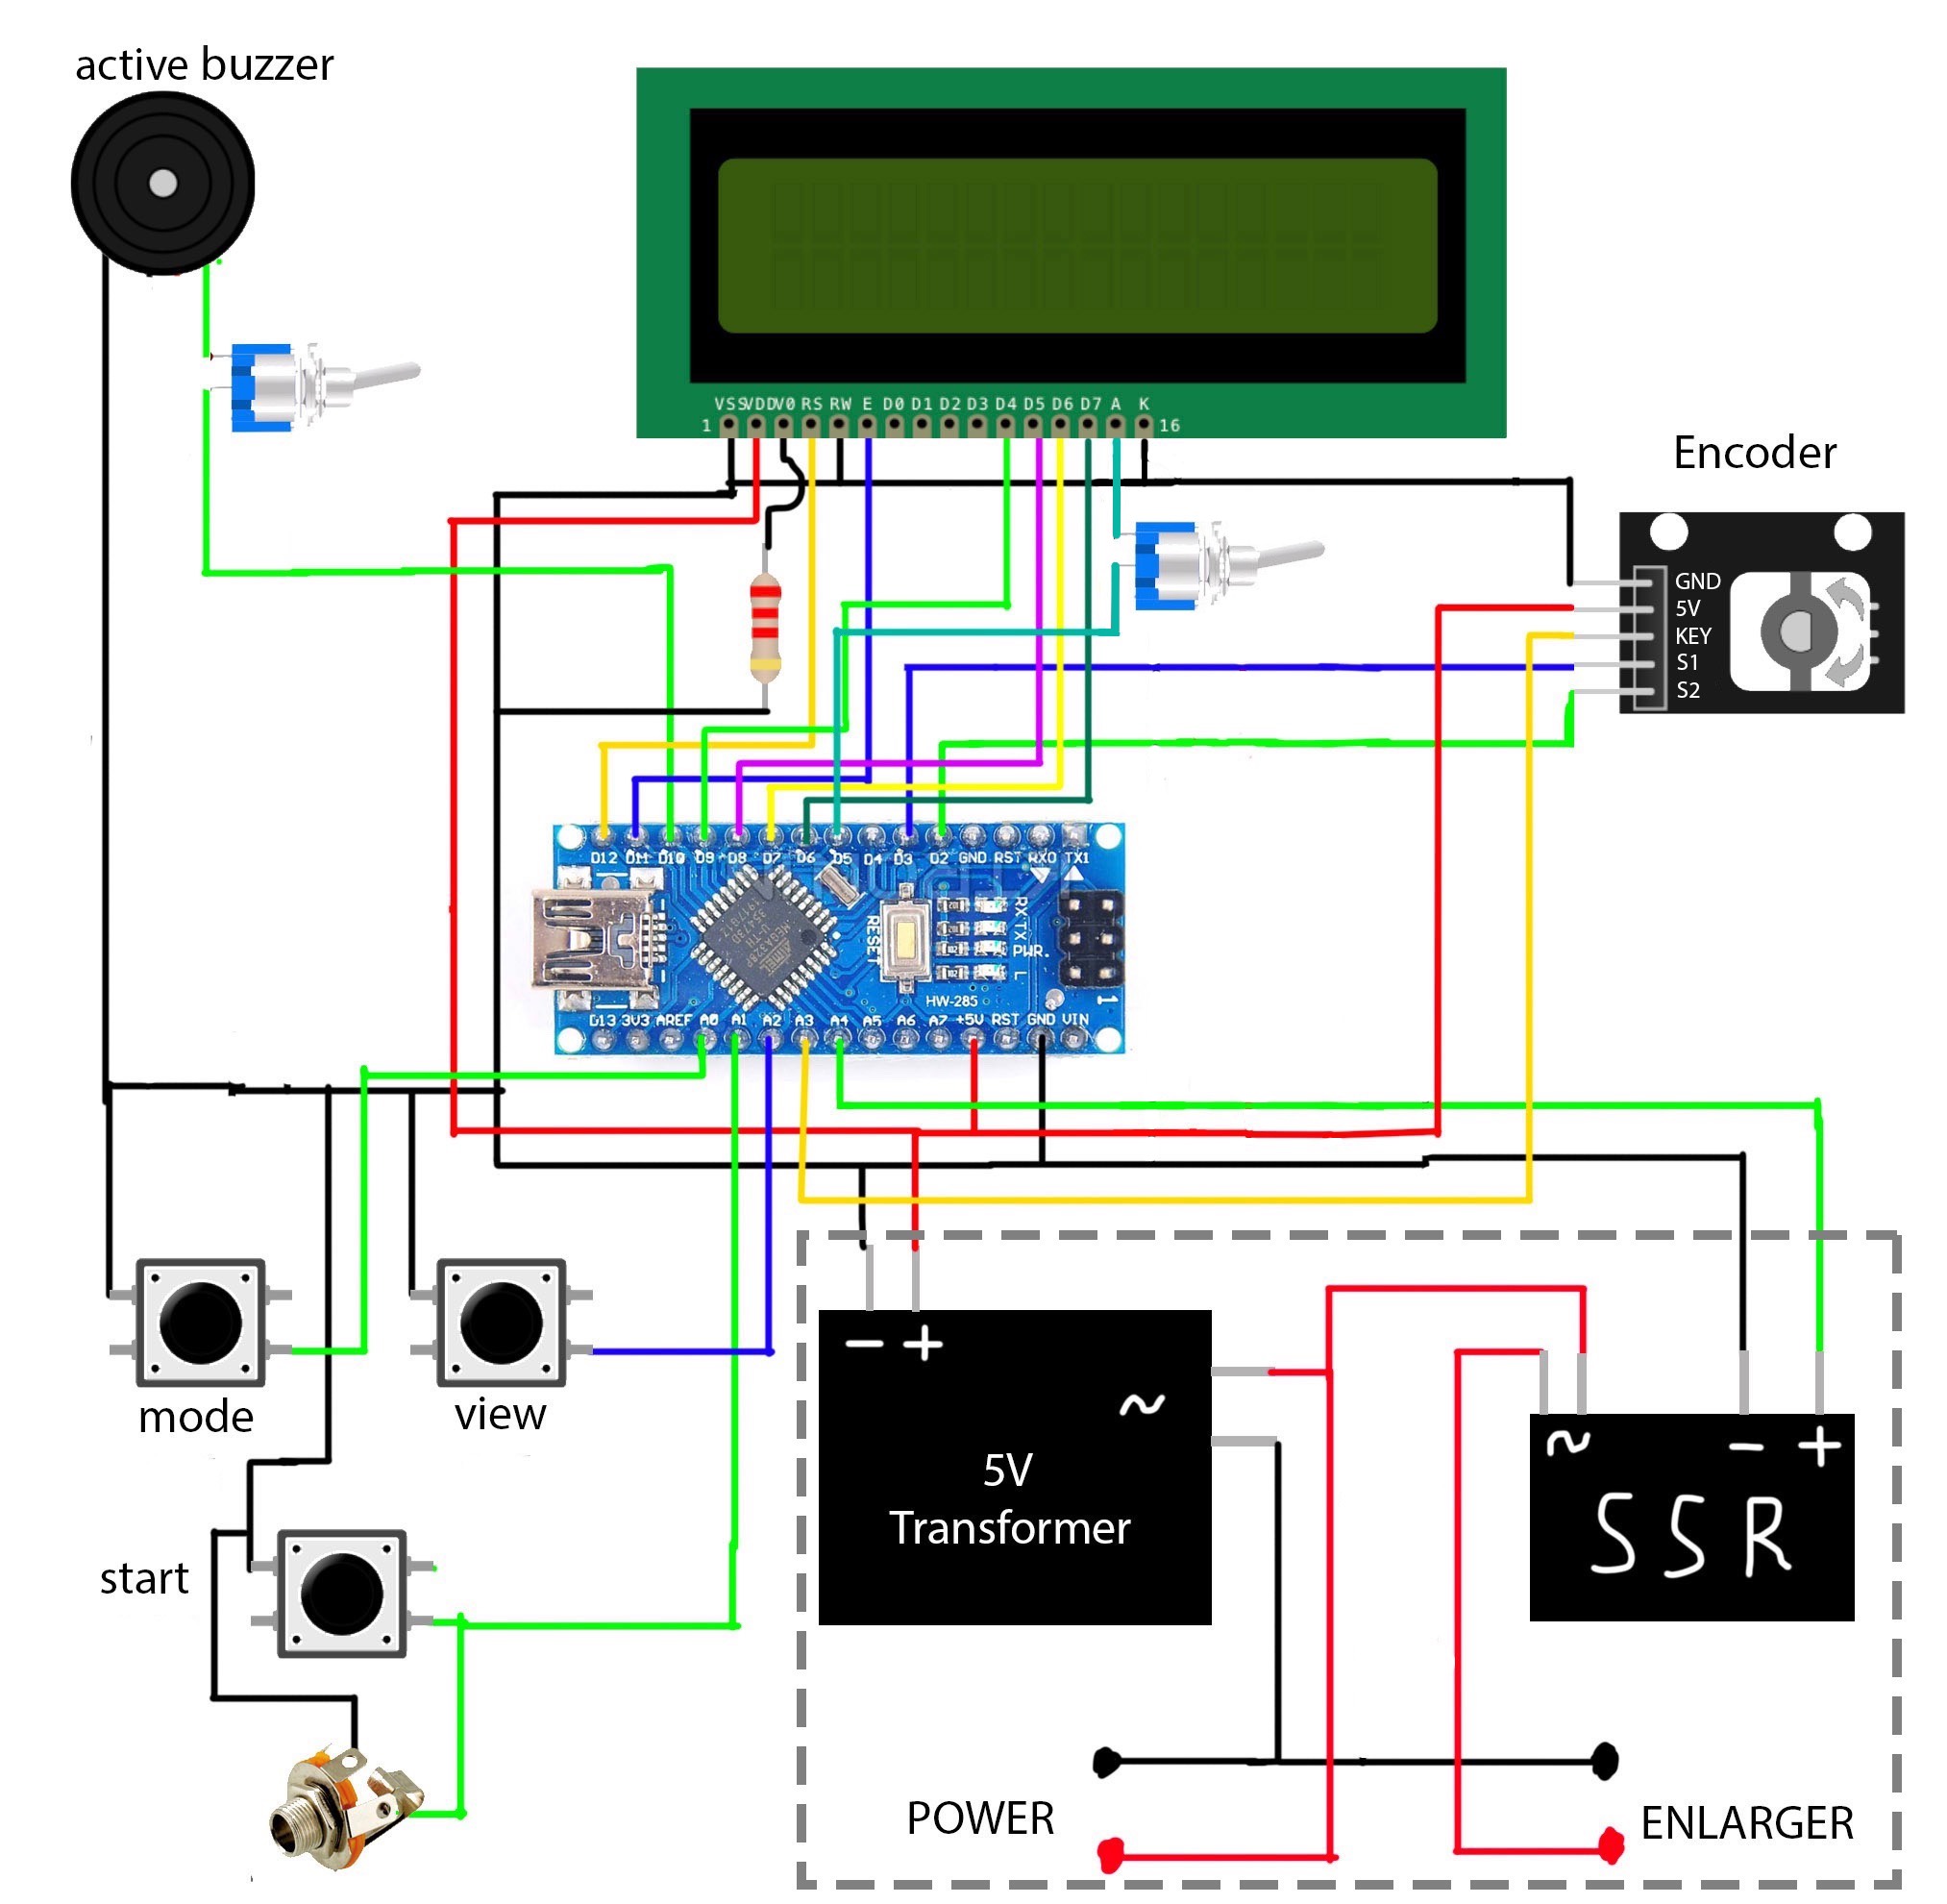 active buzzer
VSS VDD V0 RS RW E D0 D1 D2 D3 D4 D5 D6 D7 A K
1 16
Encoder
GND
5V
KEY
S1
S2
D12 D11 D10 D9 D8 D7 D6 D5 D4 D3 D2 GND RST RX0 TX1
RESET
RX
TX
PWR.
L
HW-285
1
D13 3V3 AREF A0 A1 A2 A3 A4 A5 A6 A7 +5V RST GND VIN
− +
~
5V
Transformer
~ − +
SSR
mode
view
start
POWER
ENLARGER